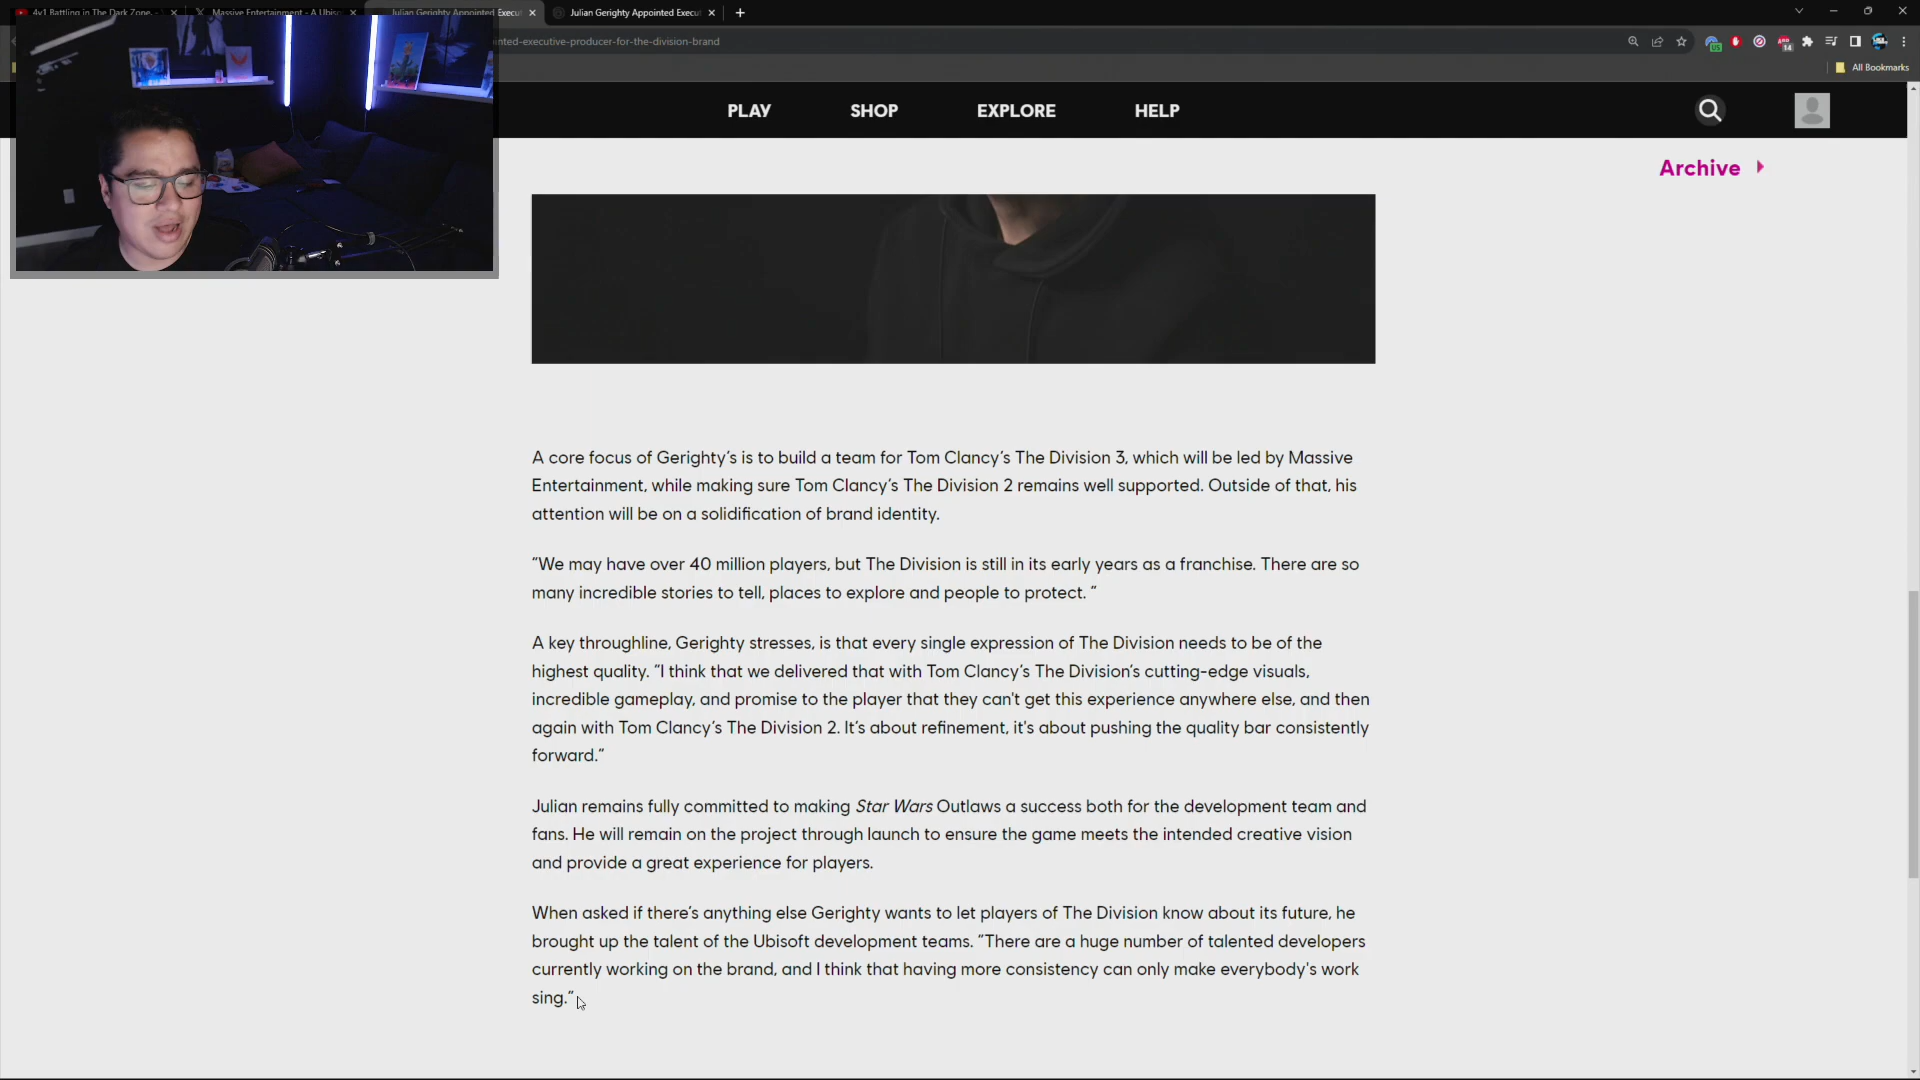 4v1 Battling in The Dark Zone.
Massive Entertainment - A Ubis
Julian Gerighty Appointed Execu
Julian Gerighty Appointed Execu
nted-executive-producer-for-the-division-brand
US
14
All Bookmarks
PLAY
SHOP
EXPLORE
HELP
Archive
A core focus of Gerighty’s is to build a team for Tom Clancy’s The Division 3, which will be led by Massive
Entertainment, while making sure Tom Clancy’s The Division 2 remains well supported. Outside of that, his
attention will be on a solidification of brand identity.
“We may have over 40 million players, but The Division is still in its early years as a franchise. There are so
many incredible stories to tell, places to explore and people to protect. “
A key throughline, Gerighty stresses, is that every single expression of The Division needs to be of the
highest quality. “I think that we delivered that with Tom Clancy’s The Division’s cutting-edge visuals,
incredible gameplay, and promise to the player that they can't get this experience anywhere else, and then
again with Tom Clancy’s The Division 2. It’s about refinement, it's about pushing the quality bar consistently
forward.”
Julian remains fully committed to making Star Wars Outlaws a success both for the development team and
fans. He will remain on the project through launch to ensure the game meets the intended creative vision
and provide a great experience for players.
When asked if there’s anything else Gerighty wants to let players of The Division know about its future, he
brought up the talent of the Ubisoft development teams. “There are a huge number of talented developers
currently working on the brand, and I think that having more consistency can only make everybody's work
sing.”